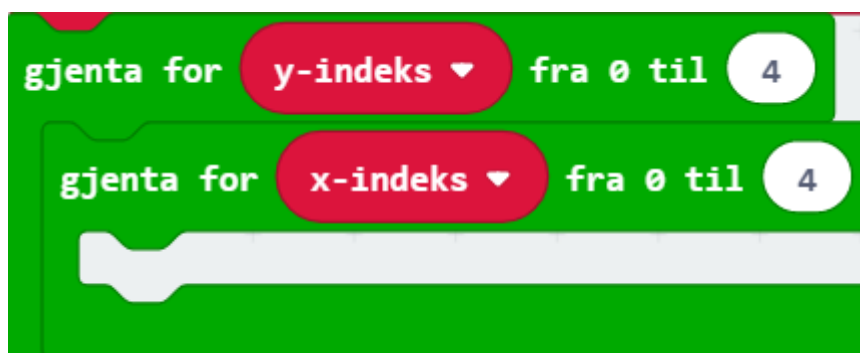 gjenta for y-indeks fra 0 til 4
gjenta for x-indeks fra 0 til 4